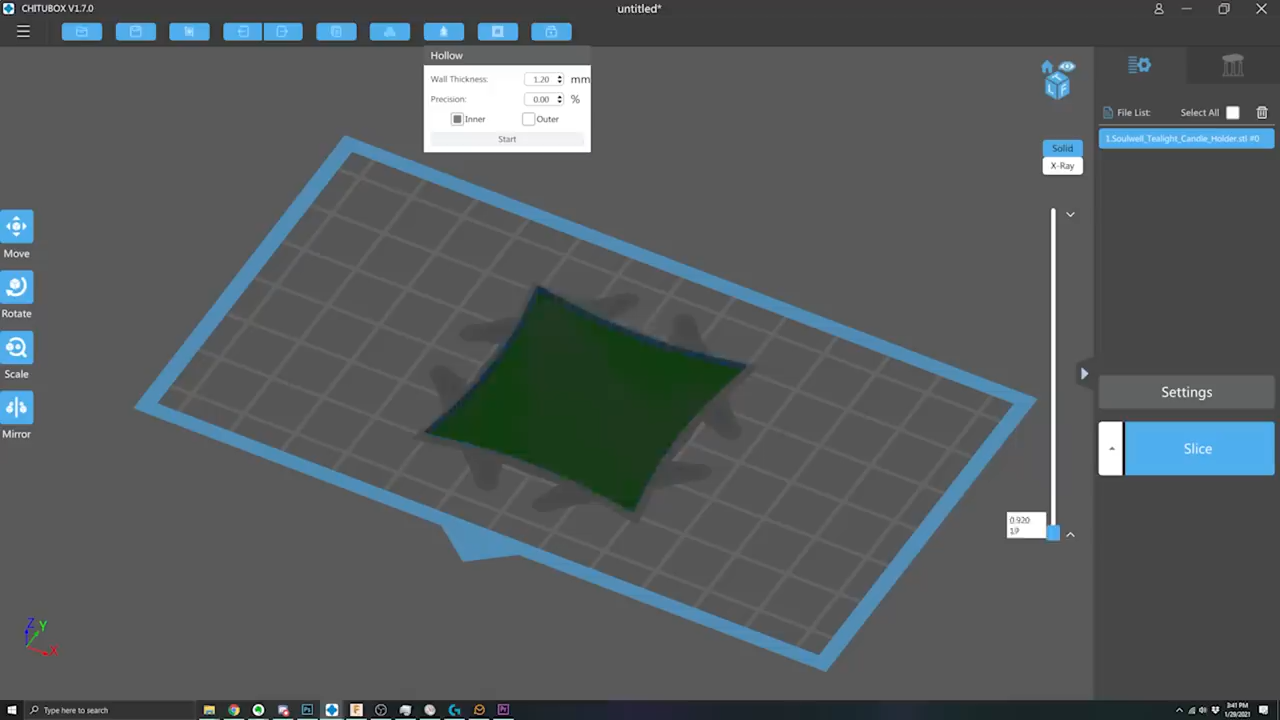 CHITUBOX V1.7.0
untitled*
Hollow
Wall Thickness: 1.20 mm
Precision: 0.00 %
Inner Outer
Start
File List: Select All
1.Soulwell_Tealight_Candle_Holder.stl #0
Solid
X-Ray
Move
Rotate
Scale
Mirror
Settings
Slice
0.920
19
Z
Y
X
Type here to search
3:41 PM
1/29/2021